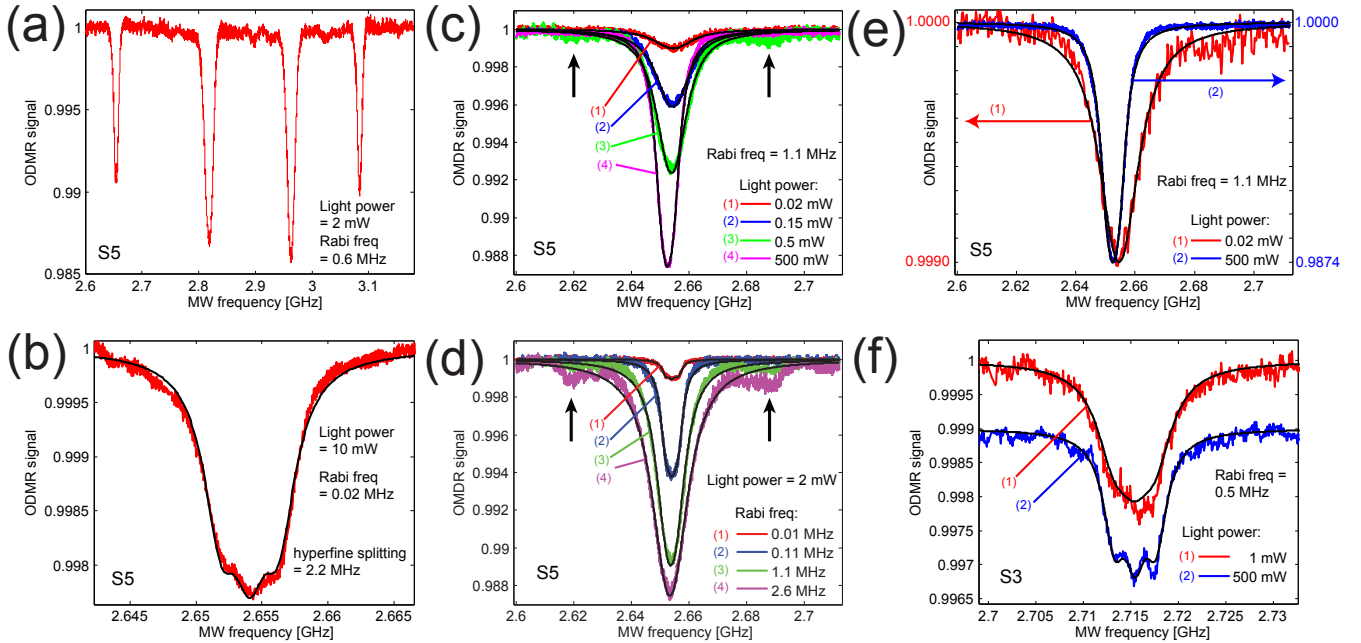 (a)
ODMR signal
1
0.995
0.99
0.985
Light power
= 2 mW
Rabi freq
= 0.6 MHz
S5
2.6 2.7 2.8 2.9 3.0 3.1
MW frequency [GHz]
(c)
OMDR signal
1
0.998
0.996
0.994
0.992
0.99
0.988
(1)
(2)
(3)
(4)
Rabi freq = 1.1 MHz
Light power:
(1) 0.02 mW
(2) 0.15 mW
(3) 0.5 mW
(4) 500 mW
S5
2.6 2.62 2.64 2.66 2.68 2.7
MW frequency [GHz]
(e)
1.0000
1.0000
(1)
(2)
Rabi freq = 1.1 MHz
Light power:
(1) 0.02 mW
(2) 500 mW
S5
0.9990
0.9874
2.6 2.62 2.64 2.66 2.68 2.7
MW frequency [GHz]
(b)
ODMR signal
1
0.9995
0.999
0.9985
0.998
Light power
= 10 mW
Rabi freq
= 0.02 MHz
hyperfine splitting
= 2.2 MHz
S5
2.645 2.65 2.655 2.66 2.665
MW frequency [GHz]
(d)
OMDR signal
1
0.998
0.996
0.994
0.992
0.99
0.988
(1)
(2)
(3)
(4)
Light power = 2 mW
Rabi freq:
(1) 0.01 MHz
(2) 0.11 MHz
(3) 1.1 MHz
(4) 2.6 MHz
S5
2.6 2.62 2.64 2.66 2.68 2.7
MW frequency [GHz]
(f)
ODMR signal
1
0.9995
0.999
0.9985
0.998
0.9975
0.997
0.9965
(1)
(2)
Rabi freq =
0.5 MHz
Light power:
(1) 1 mW
(2) 500 mW
S3
2.70 2.705 2.71 2.715 2.72 2.725 2.73
MW frequency [GHz]